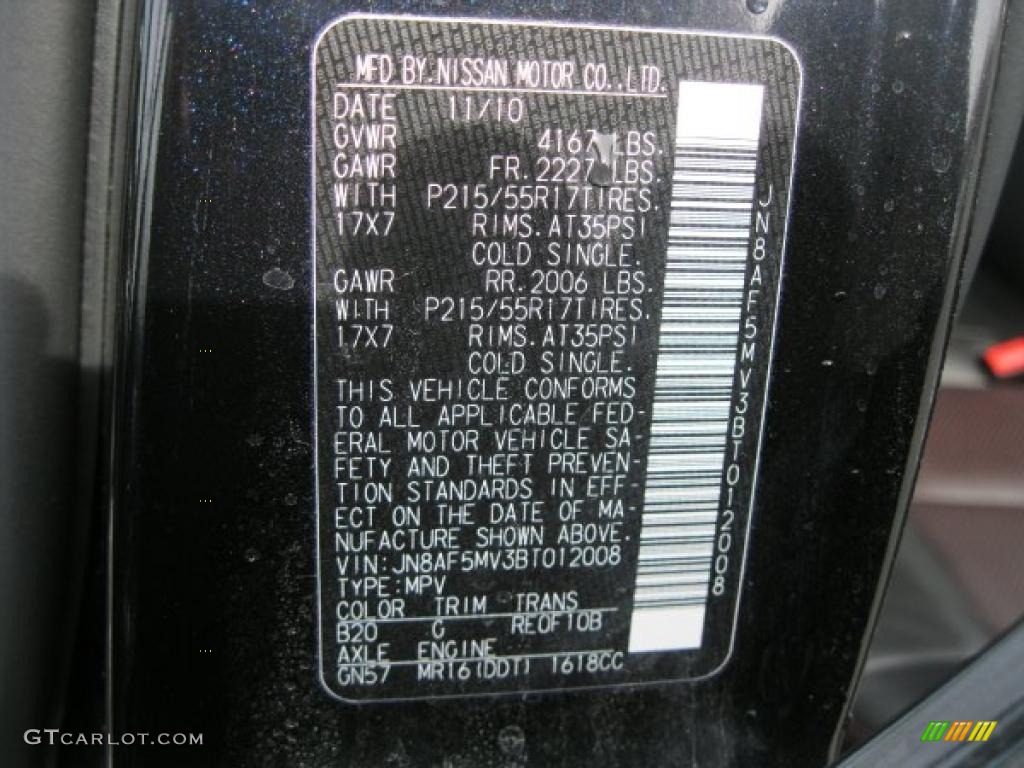 MFD BY.NISSAN MOTOR CO.,LTD.
DATE 11/10
GVWR 4167 LBS.
GAWR FR. 2227 LBS.
WITH P215/55R17TIRES.
17X7 RIMS. AT35PSI
COLD SINGLE.
GAWR RR. 2006 LBS.
WITH P215/55R17TIRES.
17X7 RIMS. AT35PSI
COLD SINGLE.
THIS VEHICLE CONFORMS
TO ALL APPLICABLE FED-
ERAL MOTOR VEHICLE SA-
FETY AND THEFT PREVEN-
TION STANDARDS IN EFF-
ECT ON THE DATE OF MA-
NUFACTURE SHOWN ABOVE.
VIN: JN8AF5MV3BT012008
TYPE:MPV
COLOR TRIM TRANS
B20 C RE0F10B
AXLE ENGINE
GN57 MR16(DDT) 1618CC
JN8AF5MV3BT012008
GTCARLOT.COM